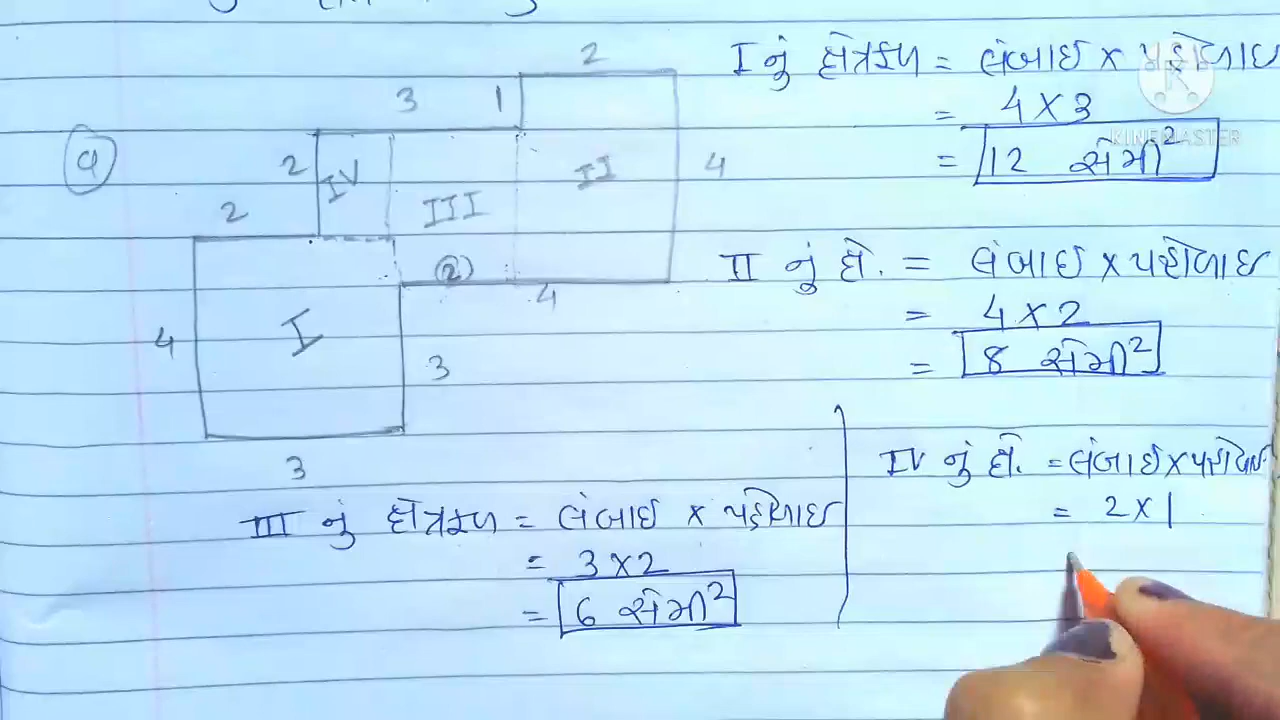 2
3 1
I નું ક્ષેત્રફળ = લંબાઈ × પહોળાઈ
= 4 × 3
= 12 સેમી²
KINEMASTER
2
IV
III
II
4
2
4
I
3
3
②
4
II નું ક્ષે. = લંબાઈ × પહોળાઈ
= 4 × 2
= 8 સેમી²
III નું ક્ષેત્રફળ = લંબાઈ × પહોળાઈ
= 3 × 2
= 6 સેમી²
IV નું ક્ષે. = લંબાઈ × પહોળાઈ
= 2 × 1